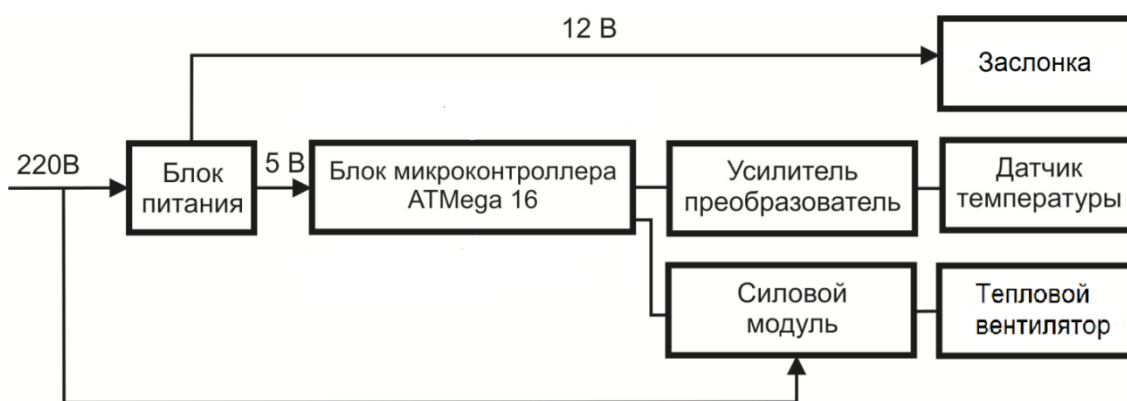 12 В
Заслонка
220В
Блок
питания
5 В
Блок микроконтроллера
ATMega 16
Усилитель
преобразователь
Датчик
температуры
Силовой
модуль
Тепловой
вентилятор